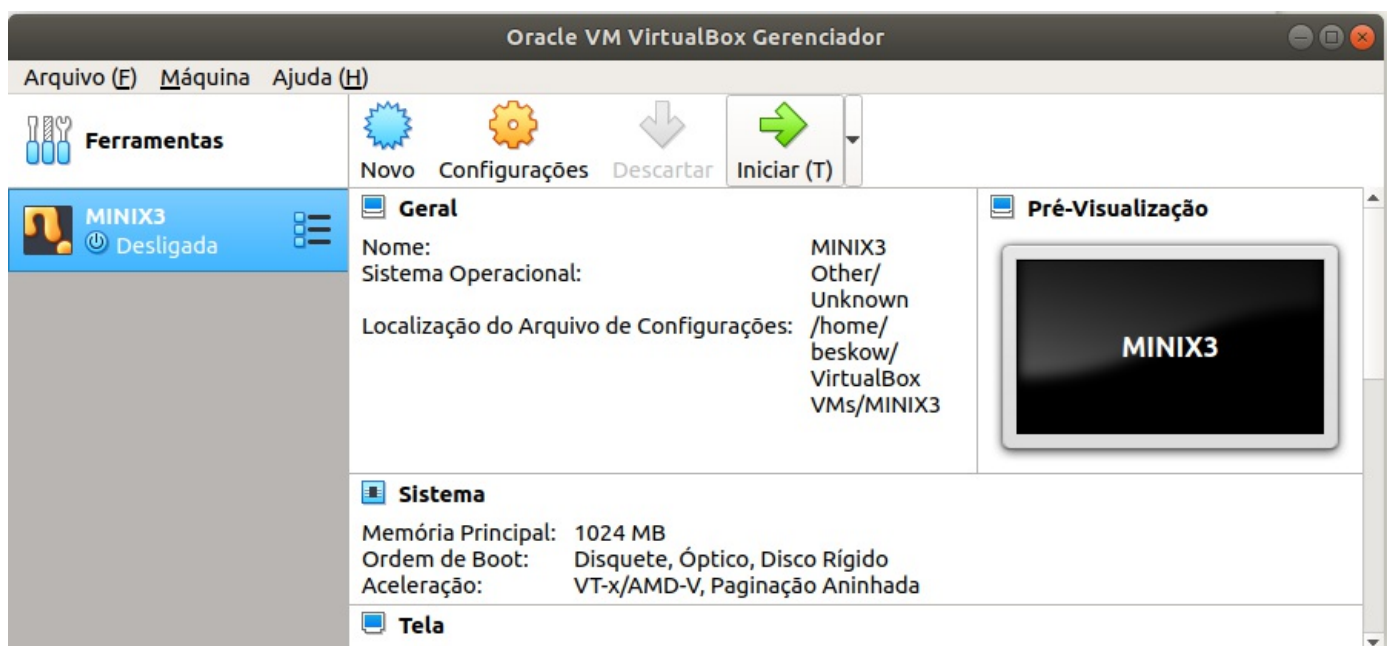 Oracle VM VirtualBox Gerenciador
Arquivo (F) Máquina Ajuda (H)
Ferramentas
Novo Configurações Descartar Iniciar (T)
MINIX3
Desligada
Geral
Nome: MINIX3
Sistema Operacional: Other/
Unknown
Localização do Arquivo de Configurações: /home/
beskow/
VirtualBox
VMs/MINIX3
Pré-Visualização
MINIX3
Sistema
Memória Principal: 1024 MB
Ordem de Boot: Disquete, Óptico, Disco Rígido
Aceleração: VT-x/AMD-V, Paginação Aninhada
Tela